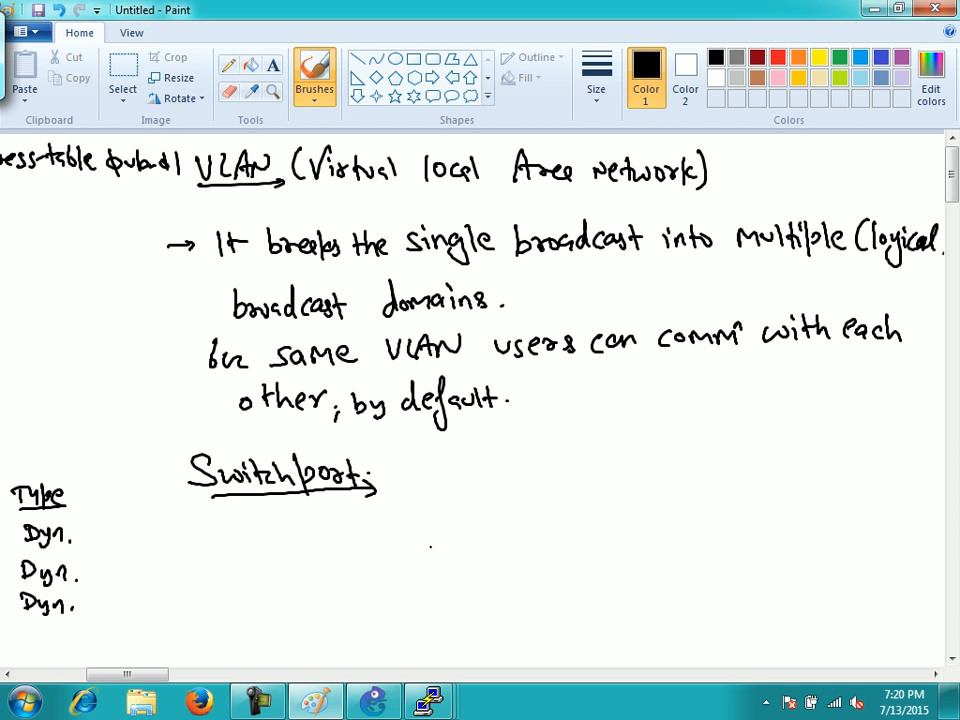 Untitled - Paint
Home
View
Paste
Cut
Copy
Clipboard
Select
Crop
Resize
Rotate
Image
A
Tools
Brushes
Outline
Fill
Shapes
Size
Color 1
Color 2
Edit colors
Colors
VLAN (Virtual local Area network)
→ It breaks the single broadcast into multiple (logical
broadcast domains.
same VLAN users can comm^n with each
other, by default.
Switchport:
Type
Dyn.
Dyn.
Dyn.
7:20 PM
7/13/2015